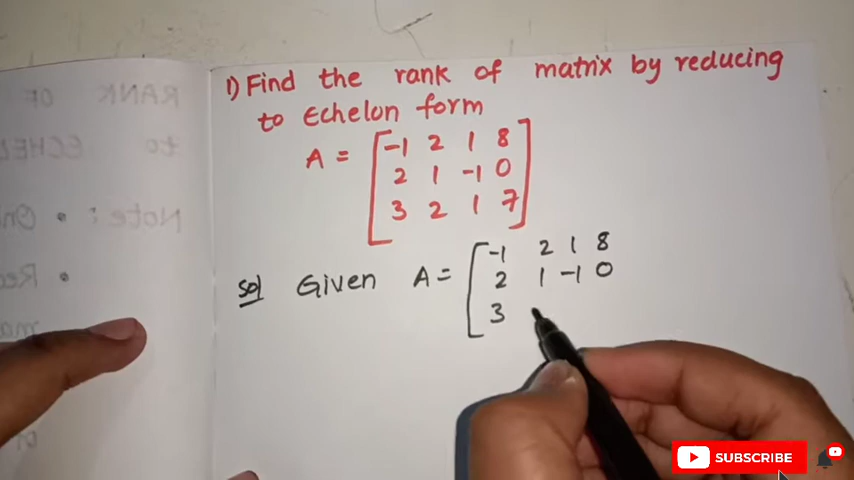 1) Find the rank of matrix by reducing
to Echelon form
A = [-1 2 1 8
2 1 -1 0
3 2 1 7]
Sol Given A = [-1 2 1 8
2 1 -1 0
3
SUBSCRIBE